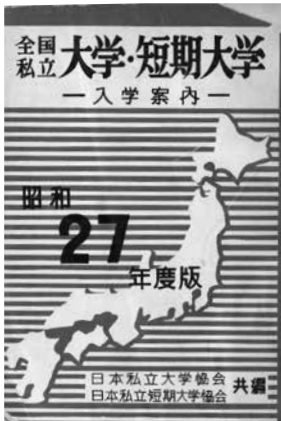 全国
私立 大学・短期大学
―入学案内―
昭和
27
年度版
日本私立大学協会
日本私立短期大学協会 共編